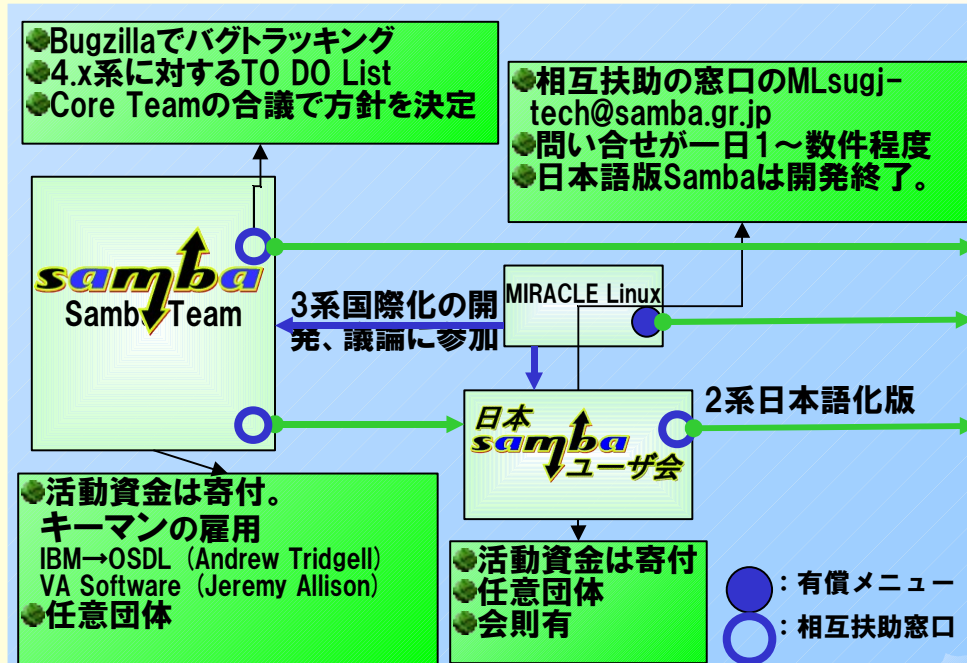 Bugzillaでバグトラッキング
4.x系に対するTO DO List
Core Teamの合議で方針を決定
相互扶助の窓口のMLsugj-
tech@samba.gr.jp
問い合せが一日1～数件程度
日本語版Sambaは開発終了。
samba
Samba Team
3系国際化の開
発、議論に参加
MIRACLE Linux
2系日本語化版
日本
samba
ユーザ会
活動資金は寄付。
キーマンの雇用
IBM→OSDL（Andrew Tridgell）
VA Software（Jeremy Allison）
任意団体
活動資金は寄付
任意団体
会則有
：有償メニュー
：相互扶助窓口